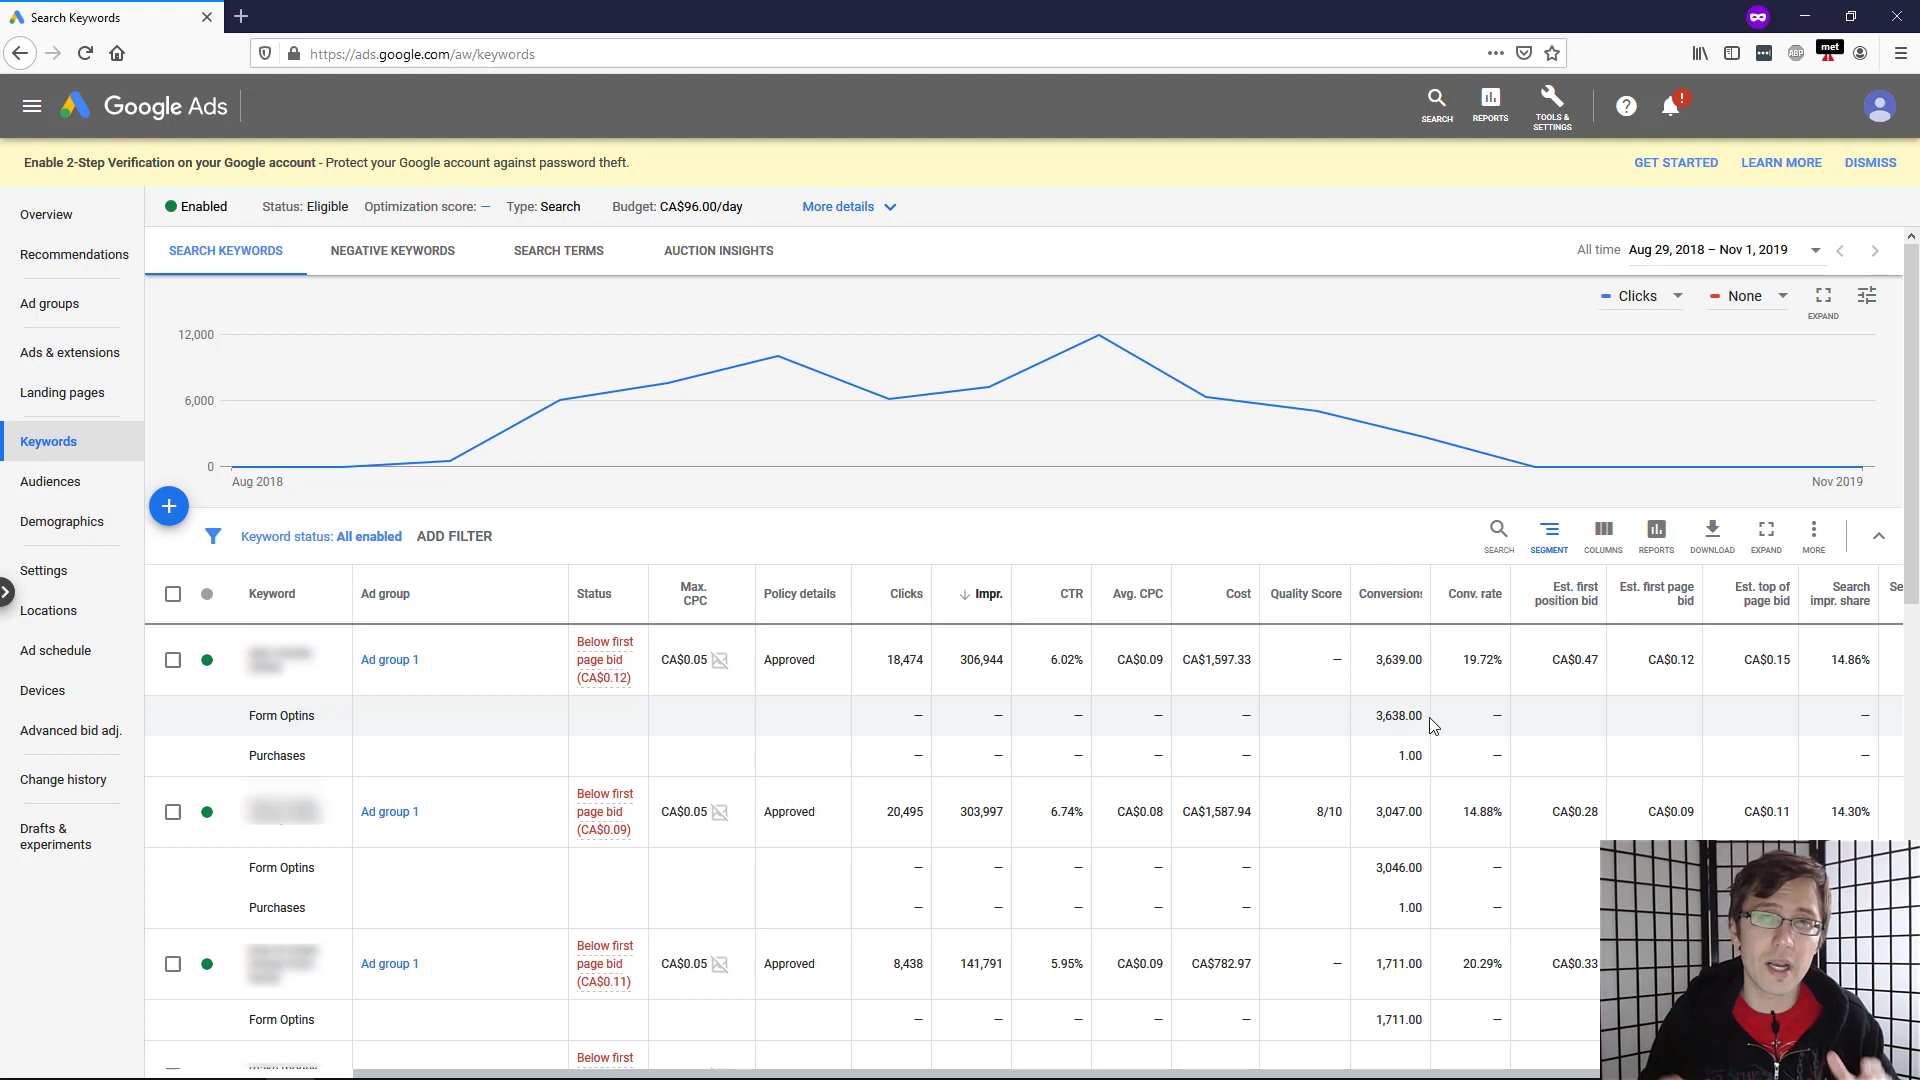 Search Keywords
https://ads.google.com/aw/keywords
ABP
met
Google Ads
SEARCH
REPORTS
TOOLS &
SETTINGS
!
Enable 2-Step Verification on your Google account - Protect your Google account against password theft.
GET STARTED
LEARN MORE
DISMISS
Overview
Recommendations
Ad groups
Ads & extensions
Landing pages
Keywords
Audiences
Demographics
Settings
Locations
Ad schedule
Devices
Advanced bid adj.
Change history
Drafts &
experiments
Enabled Status: Eligible Optimization score: — Type: Search Budget: CA$96.00/day More details
SEARCH KEYWORDS NEGATIVE KEYWORDS SEARCH TERMS AUCTION INSIGHTS
All time Aug 29, 2018 – Nov 1, 2019
Clicks None
EXPAND
12,000
6,000
0
Aug 2018 Nov 2019
Keyword status: All enabled ADD FILTER
SEARCH SEGMENT COLUMNS REPORTS DOWNLOAD EXPAND MORE
Keyword Ad group Status Max. CPC Policy details Clicks Impr. CTR Avg. CPC Cost Quality Score Conversions Conv. rate Est. first position bid Est. first page bid Est. top of page bid Search impr. share Se
Ad group 1 Below first page bid (CA$0.12) CA$0.05 Approved 18,474 306,944 6.02% CA$0.09 CA$1,597.33 — 3,639.00 19.72% CA$0.47 CA$0.12 CA$0.15 14.86%
Form Optins — — — — — 3,638.00 — —
Purchases — — — — — 1.00 — —
Ad group 1 Below first page bid (CA$0.09) CA$0.05 Approved 20,495 303,997 6.74% CA$0.08 CA$1,587.94 8/10 3,047.00 14.88% CA$0.28 CA$0.09 CA$0.11 14.30%
Form Optins — — — — — 3,046.00 —
Purchases — — — — — 1.00 —
Ad group 1 Below first page bid (CA$0.11) CA$0.05 Approved 8,438 141,791 5.95% CA$0.09 CA$782.97 — 1,711.00 20.29% CA$0.33
Form Optins — — — — — 1,711.00 —
Below first